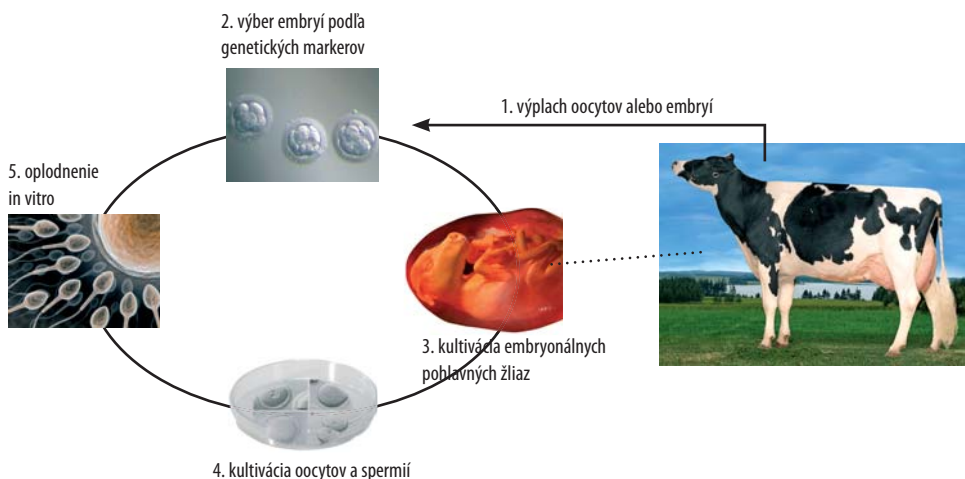 2. výber embryí podľa
genetických markerov
1. výplach oocytov alebo embryí
5. oplodnenie
in vitro
3. kultivácia embryonálnych
pohlavných žliaz
4. kultivácia oocytov a spermií